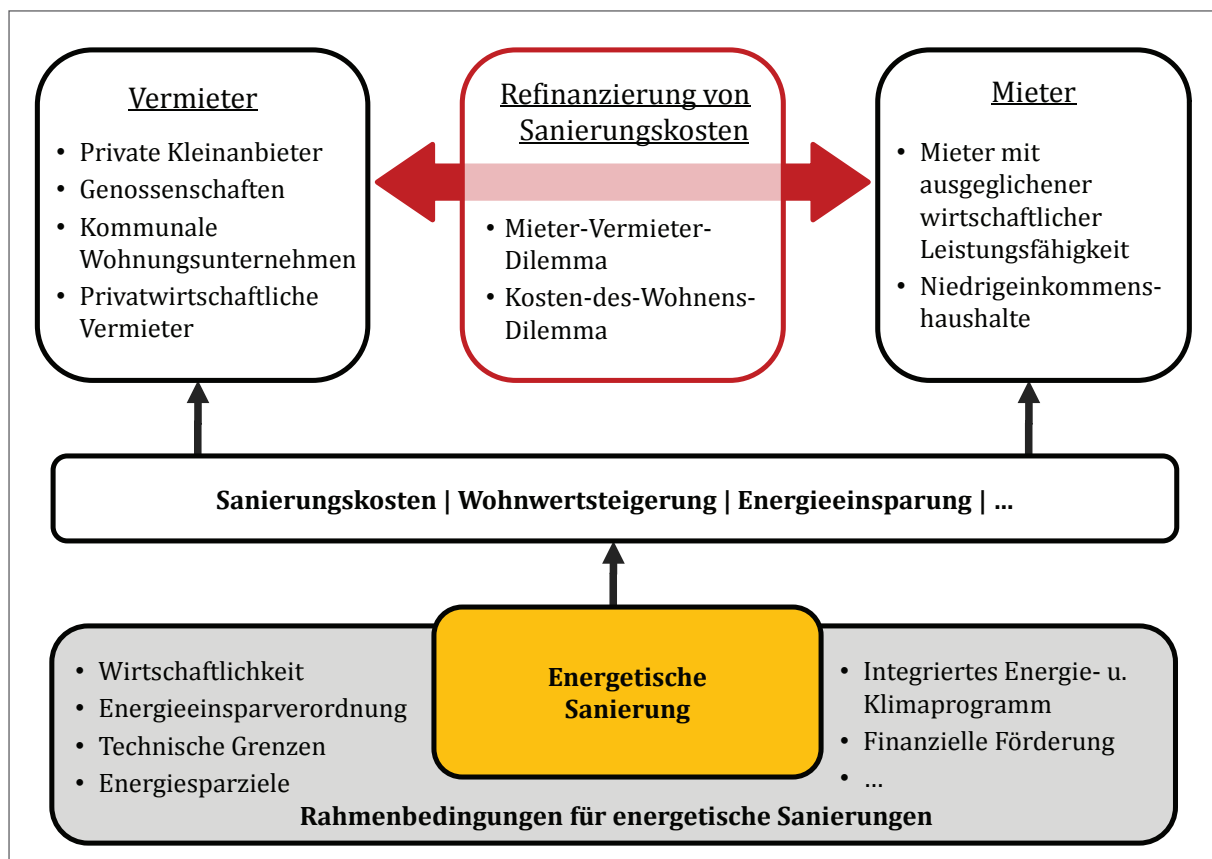 Vermieter
• Private Kleinanbieter
• Genossenschaften
• Kommunale
Wohnungsunternehmen
• Privatwirtschaftliche
Vermieter
Refinanzierung von
Sanierungskosten
• Mieter-Vermieter-
Dilemma
• Kosten-des-Wohnens-
Dilemma
Mieter
• Mieter mit
ausgeglichener
wirtschaftlicher
Leistungsfähigkeit
• Niedrigeinkommens-
haushalte
Sanierungskosten | Wohnwertsteigerung | Energieeinsparung | ...
• Wirtschaftlichkeit
• Energieeinsparverordnung
• Technische Grenzen
• Energiesparziele
Energetische
Sanierung
• Integriertes Energie- u.
Klimaprogramm
• Finanzielle Förderung
• ...
Rahmenbedingungen für energetische Sanierungen